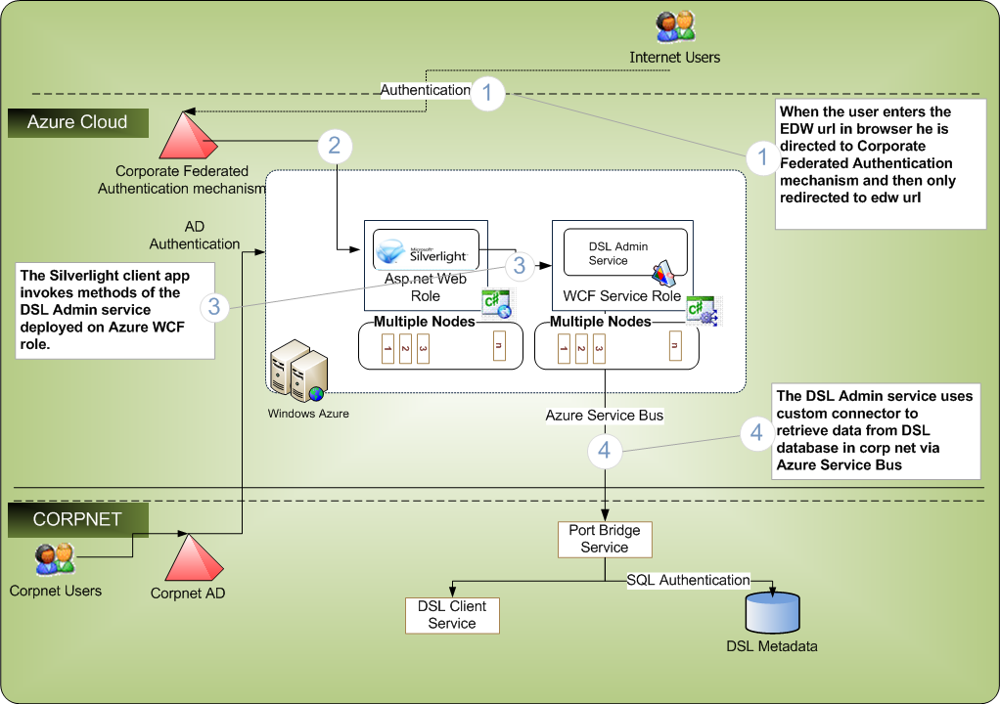 Internet Users
Authentication
1
Azure Cloud
When the user enters the
EDW url in browser he is
directed to Corporate
Federated Authentication
mechanism and then only
redirected to edw url
1
2
Corporate Federated
Authentication mechanism
AD
Authentication
The Silverlight client app
invokes methods of the
DSL Admin service
deployed on Azure WCF
role.
3
Microsoft
Silverlight
Asp.net Web
Role
C#
3
DSL Admin
Service
WCF Service Role
C#
Multiple Nodes
1 2 3 n
Multiple Nodes
1 2 3 n
Windows Azure
Azure Service Bus
4
4
The DSL Admin service uses
custom connector to
retrieve data from DSL
database in corp net via
Azure Service Bus
CORPNET
Corpnet Users
Corpnet AD
Port Bridge
Service
SQL Authentication
DSL Client
Service
DSL Metadata